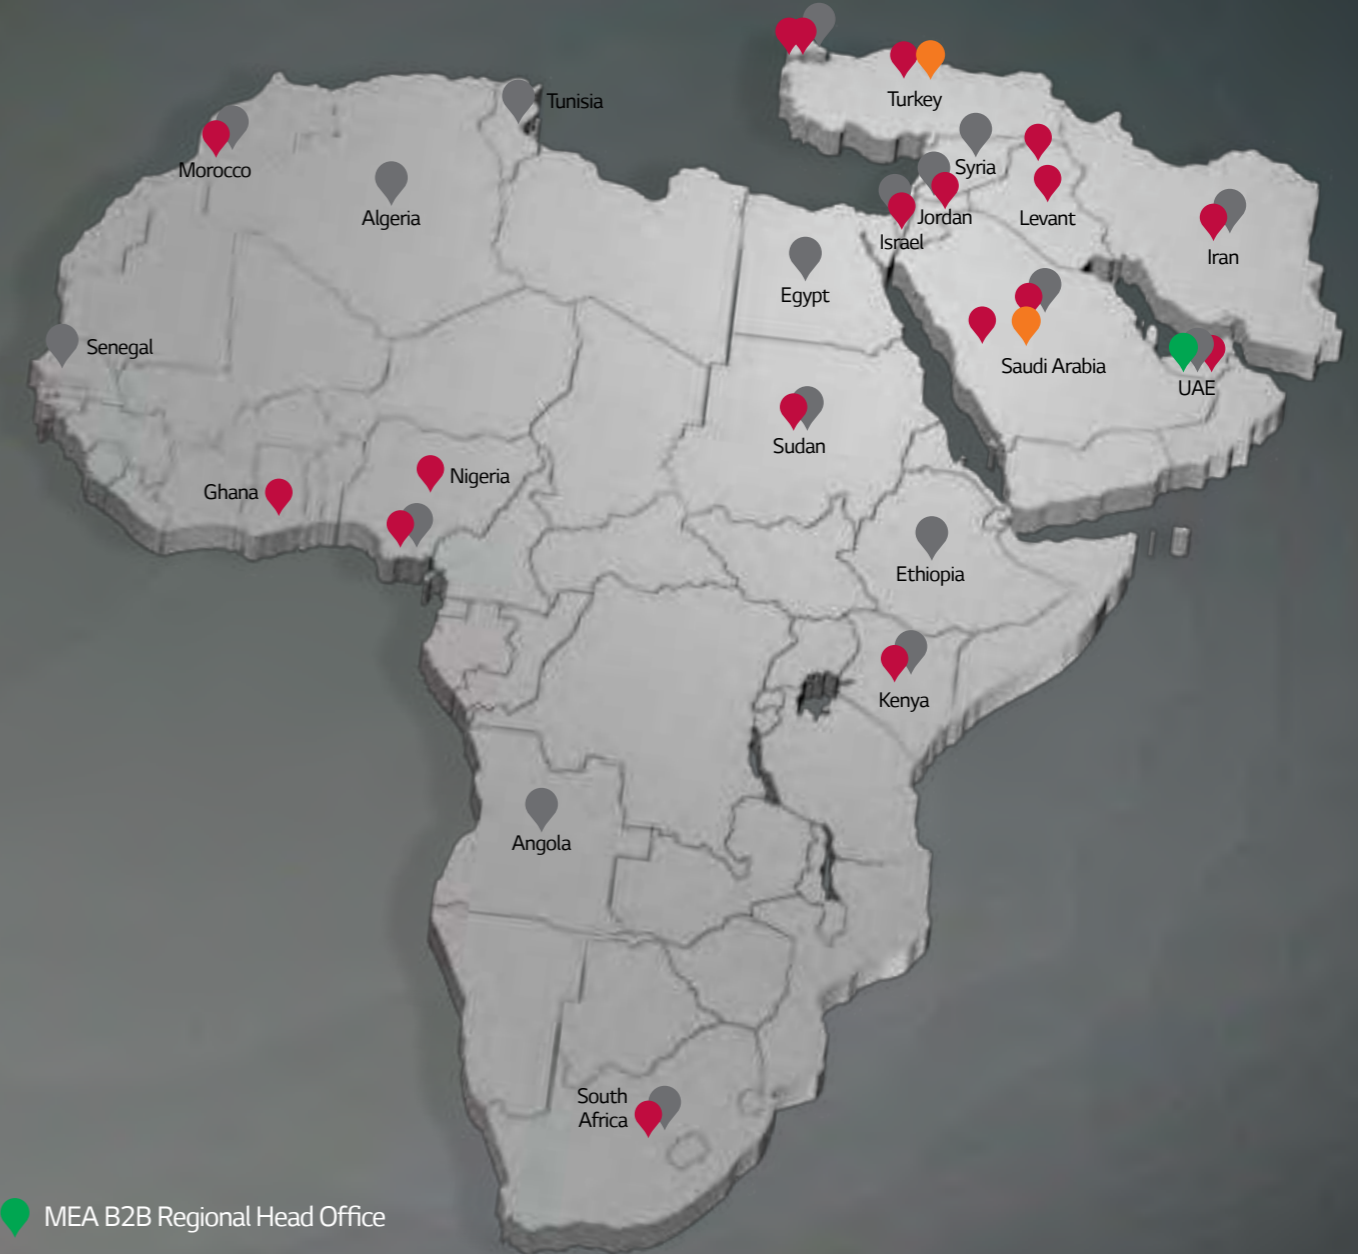 Tunisia
Turkey
Morocco
Syria
Algeria
Jordan
Levant
Israel
Iran
Egypt
Senegal
Saudi Arabia
UAE
Sudan
Nigeria
Ghana
Ethiopia
Kenya
Angola
South
Africa
MEA B2B Regional Head Office